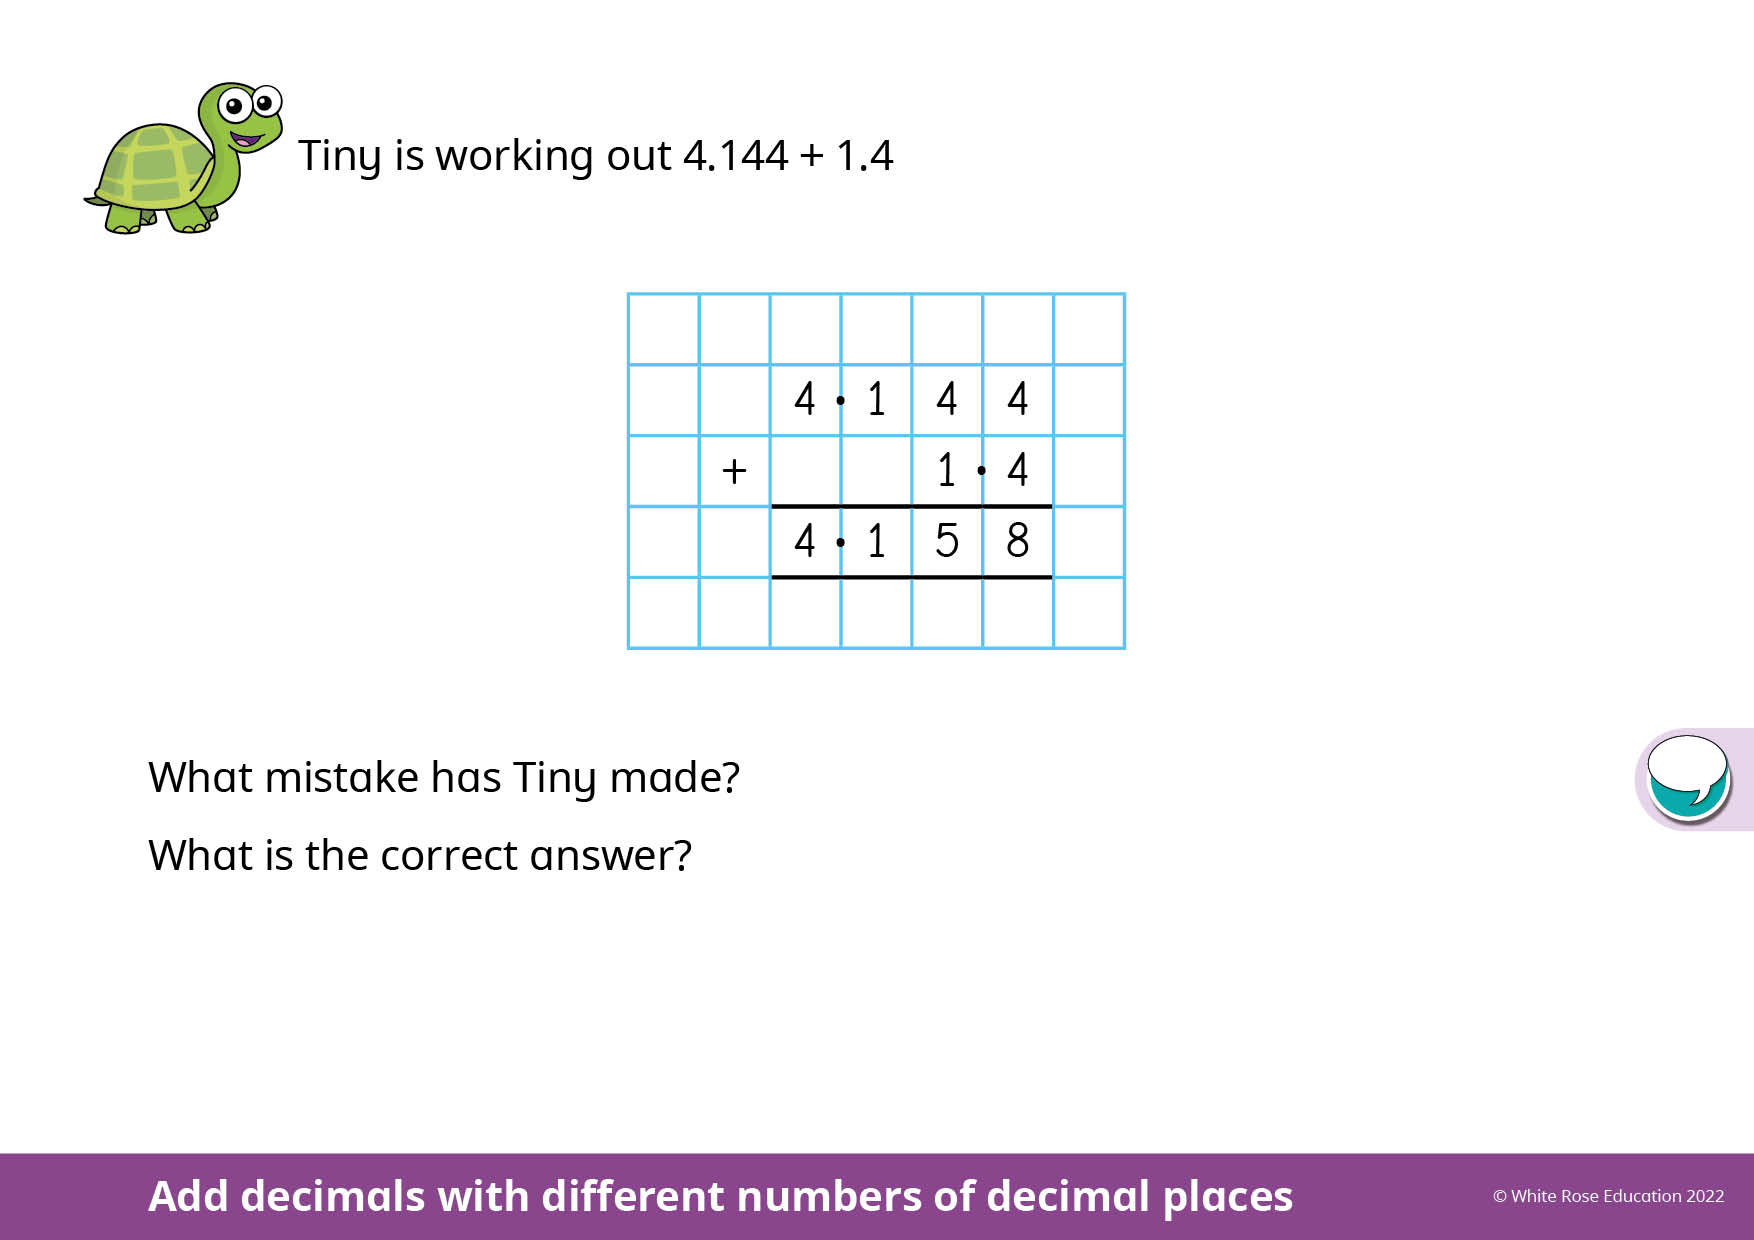 Tiny is working out 4.144 + 1.4
4 · 1 4 4
+ 1 · 4
4 · 1 5 8
What mistake has Tiny made?
What is the correct answer?
Add decimals with different numbers of decimal places
© White Rose Education 2022